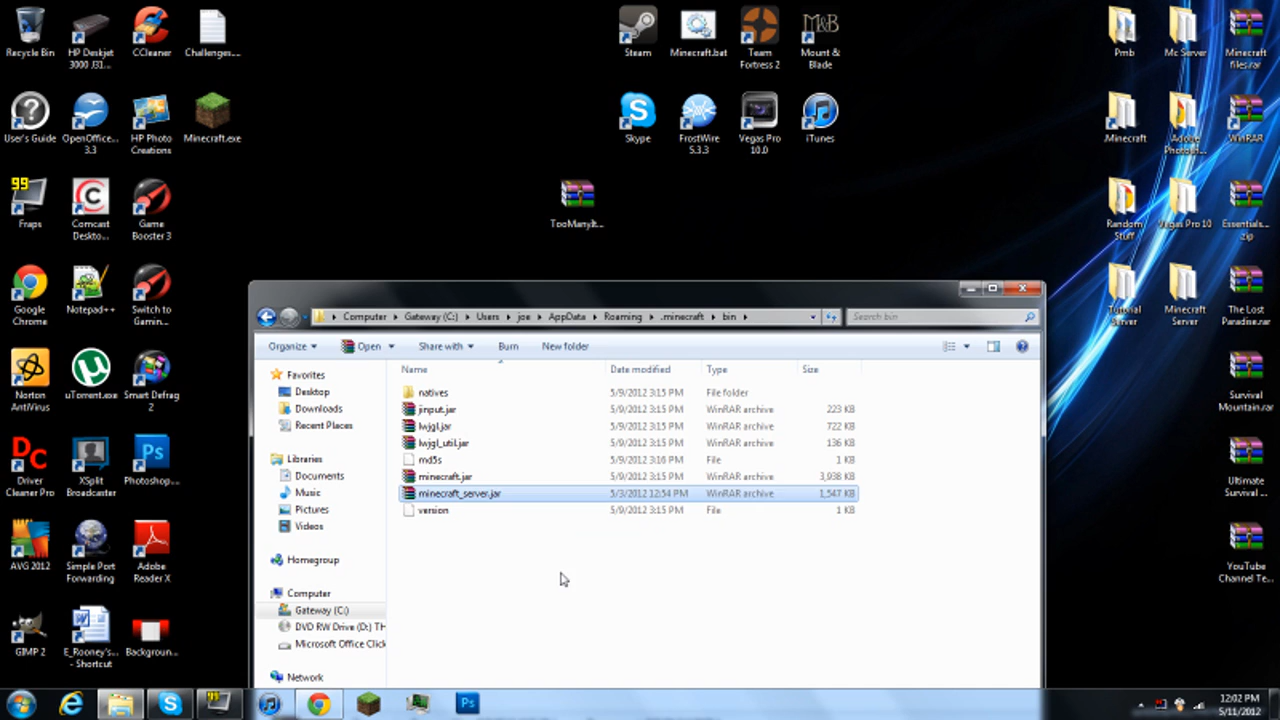 Recycle Bin
HP Deskjet 3000 J31...
CCleaner
Challenges....
Steam
Minecraft.bat
Team Fortress 2
M&B
Mount & Blade
Pmb
Mc Server
Minecraft files.rar
User's Guide
OpenOffice... 3.3
HP Photo Creations
Minecraft.exe
Skype
FrostWire 5.3.3
Vegas Pro 10.0
iTunes
.Minecraft
Adobe Photosh...
WinRAR
99
Fraps
Comcast Deskto...
Game Booster 3
TooManyIt...
Random Stuff
Vegas Pro 10
Essentials... .zip
Google Chrome
Notepad++
Switch to Gamin...
Tutorial Server
Minecraft Server
The Lost Paradise.rar
Norton AntiVirus
uTorrent.exe
Smart Defrag 2
Survival Mountain.rar
Driver Cleaner Pro
XSplit Broadcaster
Photoshop...
Ultimate Survival ...
AVG 2012
Simple Port Forwarding
Adobe Reader X
YouTube Channel Te...
GIMP 2
E_Rooney's... - Shortcut
Backgroun...
Computer
Gateway (C:)
Users
joe
AppData
Roaming
.minecraft
bin
Search bin
Organize
Open
Share with
Burn
New folder
Name
Date modified
Type
Size
Favorites
Desktop
Downloads
Recent Places
Libraries
Documents
Music
Pictures
Videos
Homegroup
Computer
Gateway (C:)
DVD RW Drive (D:) TH
Microsoft Office Click
Network
natives 5/9/2012 3:15 PM File folder
jinput.jar 5/9/2012 3:15 PM WinRAR archive 223 KB
lwjgl.jar 5/9/2012 3:15 PM WinRAR archive 722 KB
lwjgl_util.jar 5/9/2012 3:15 PM WinRAR archive 136 KB
md5s 5/9/2012 3:16 PM File 1 KB
minecraft.jar 5/9/2012 3:15 PM WinRAR archive 3,938 KB
minecraft_server.jar 5/3/2012 12:54 PM WinRAR archive 1,547 KB
version 5/9/2012 3:15 PM File 1 KB
Ps
12:02 PM
5/11/2012